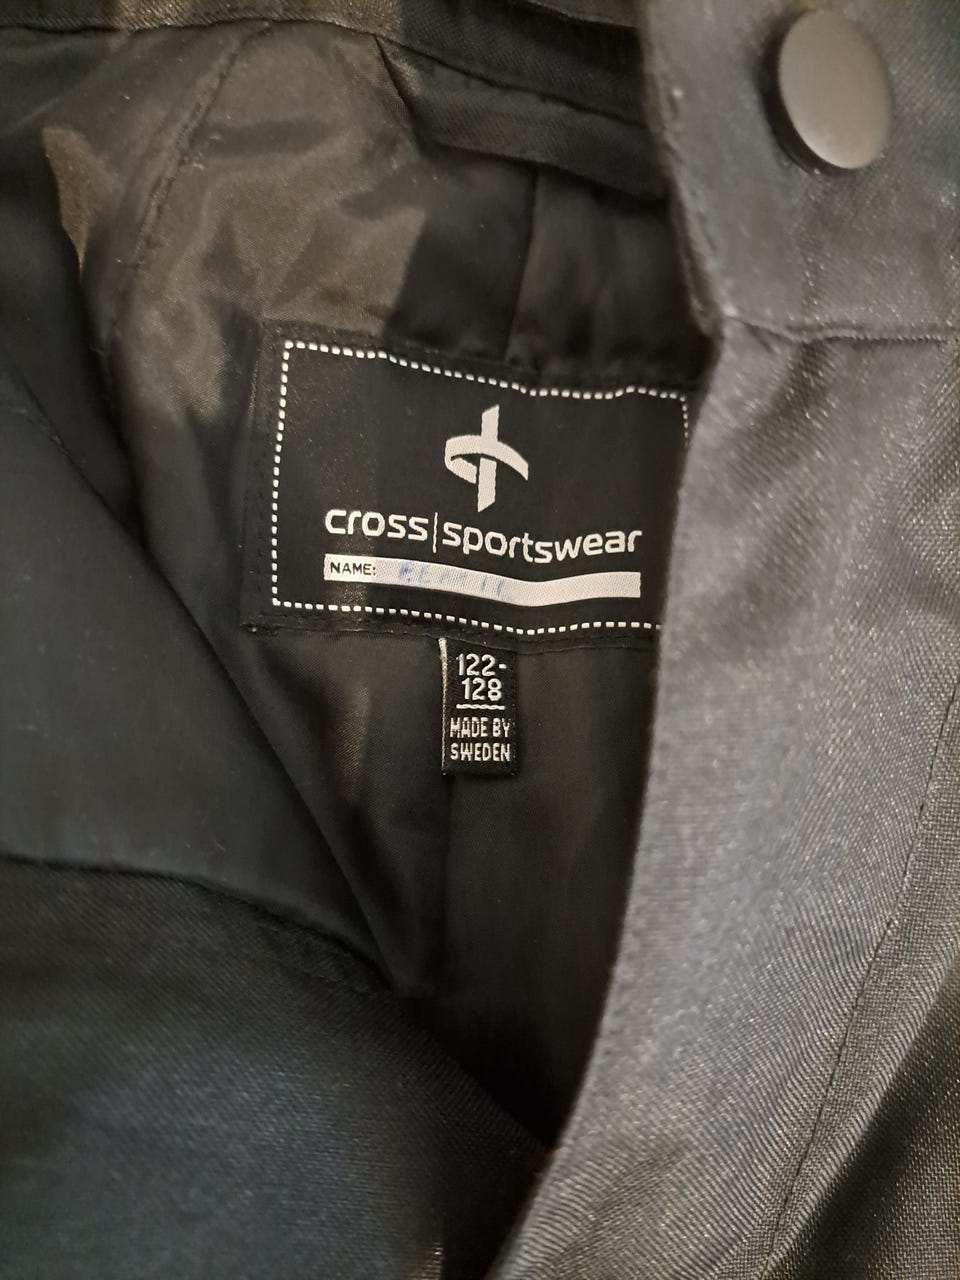 cross|sportswear
NAME:
122-
128
MADE BY
SWEDEN